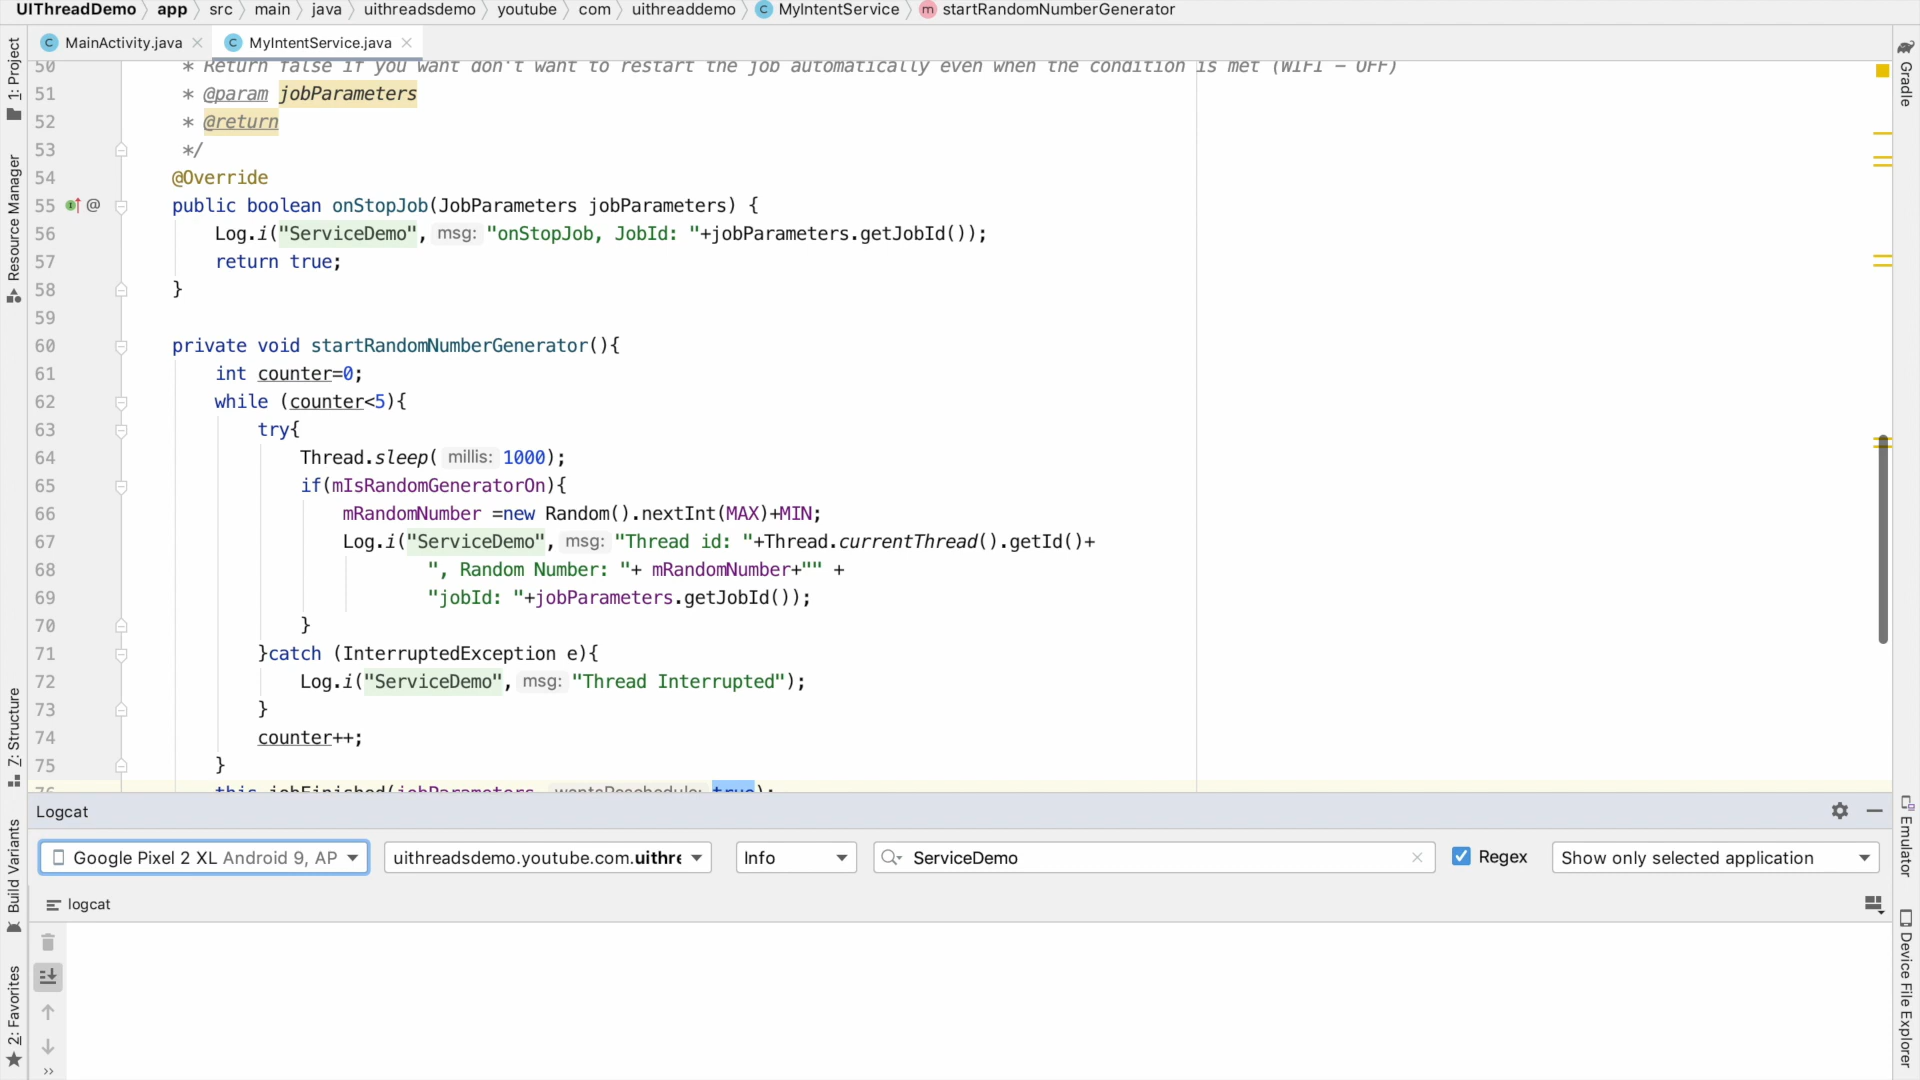 UIThreadDemo app src main java uithreadsdemo youtube com uithreaddemo C MyIntentService m startRandomNumberGenerator
C MainActivity.java C MyIntentService.java
1: Project
Resource Manager
7: Structure
Build Variants
2: Favorites
50 * Return false if you want don't want to restart the job automatically even when the condition is met (WIFI - OFF)
51 * @param jobParameters
52 * @return
53 */
54 @Override
55 @ public boolean onStopJob(JobParameters jobParameters) {
56 Log.i("ServiceDemo", msg: "onStopJob, JobId: "+jobParameters.getJobId());
57 return true;
58 }
59
60 private void startRandomNumberGenerator(){
61 int counter=0;
62 while (counter<5){
63 try{
64 Thread.sleep( millis: 1000);
65 if(mIsRandomGeneratorOn){
66 mRandomNumber =new Random().nextInt(MAX)+MIN;
67 Log.i("ServiceDemo", msg: "Thread id: "+Thread.currentThread().getId()+
68 ", Random Number: "+ mRandomNumber+"" +
69 "jobId: "+jobParameters.getJobId());
70 }
71 }catch (InterruptedException e){
72 Log.i("ServiceDemo", msg: "Thread Interrupted");
73 }
74 counter++;
75 }
76 this.jobFinished(jobParameters, wantsReschedule: true);
Gradle
Emulator
Device File Explorer
Logcat
Google Pixel 2 XL Android 9, AP uithreadsdemo.youtube.com.uithre Info ServiceDemo Regex Show only selected application
logcat